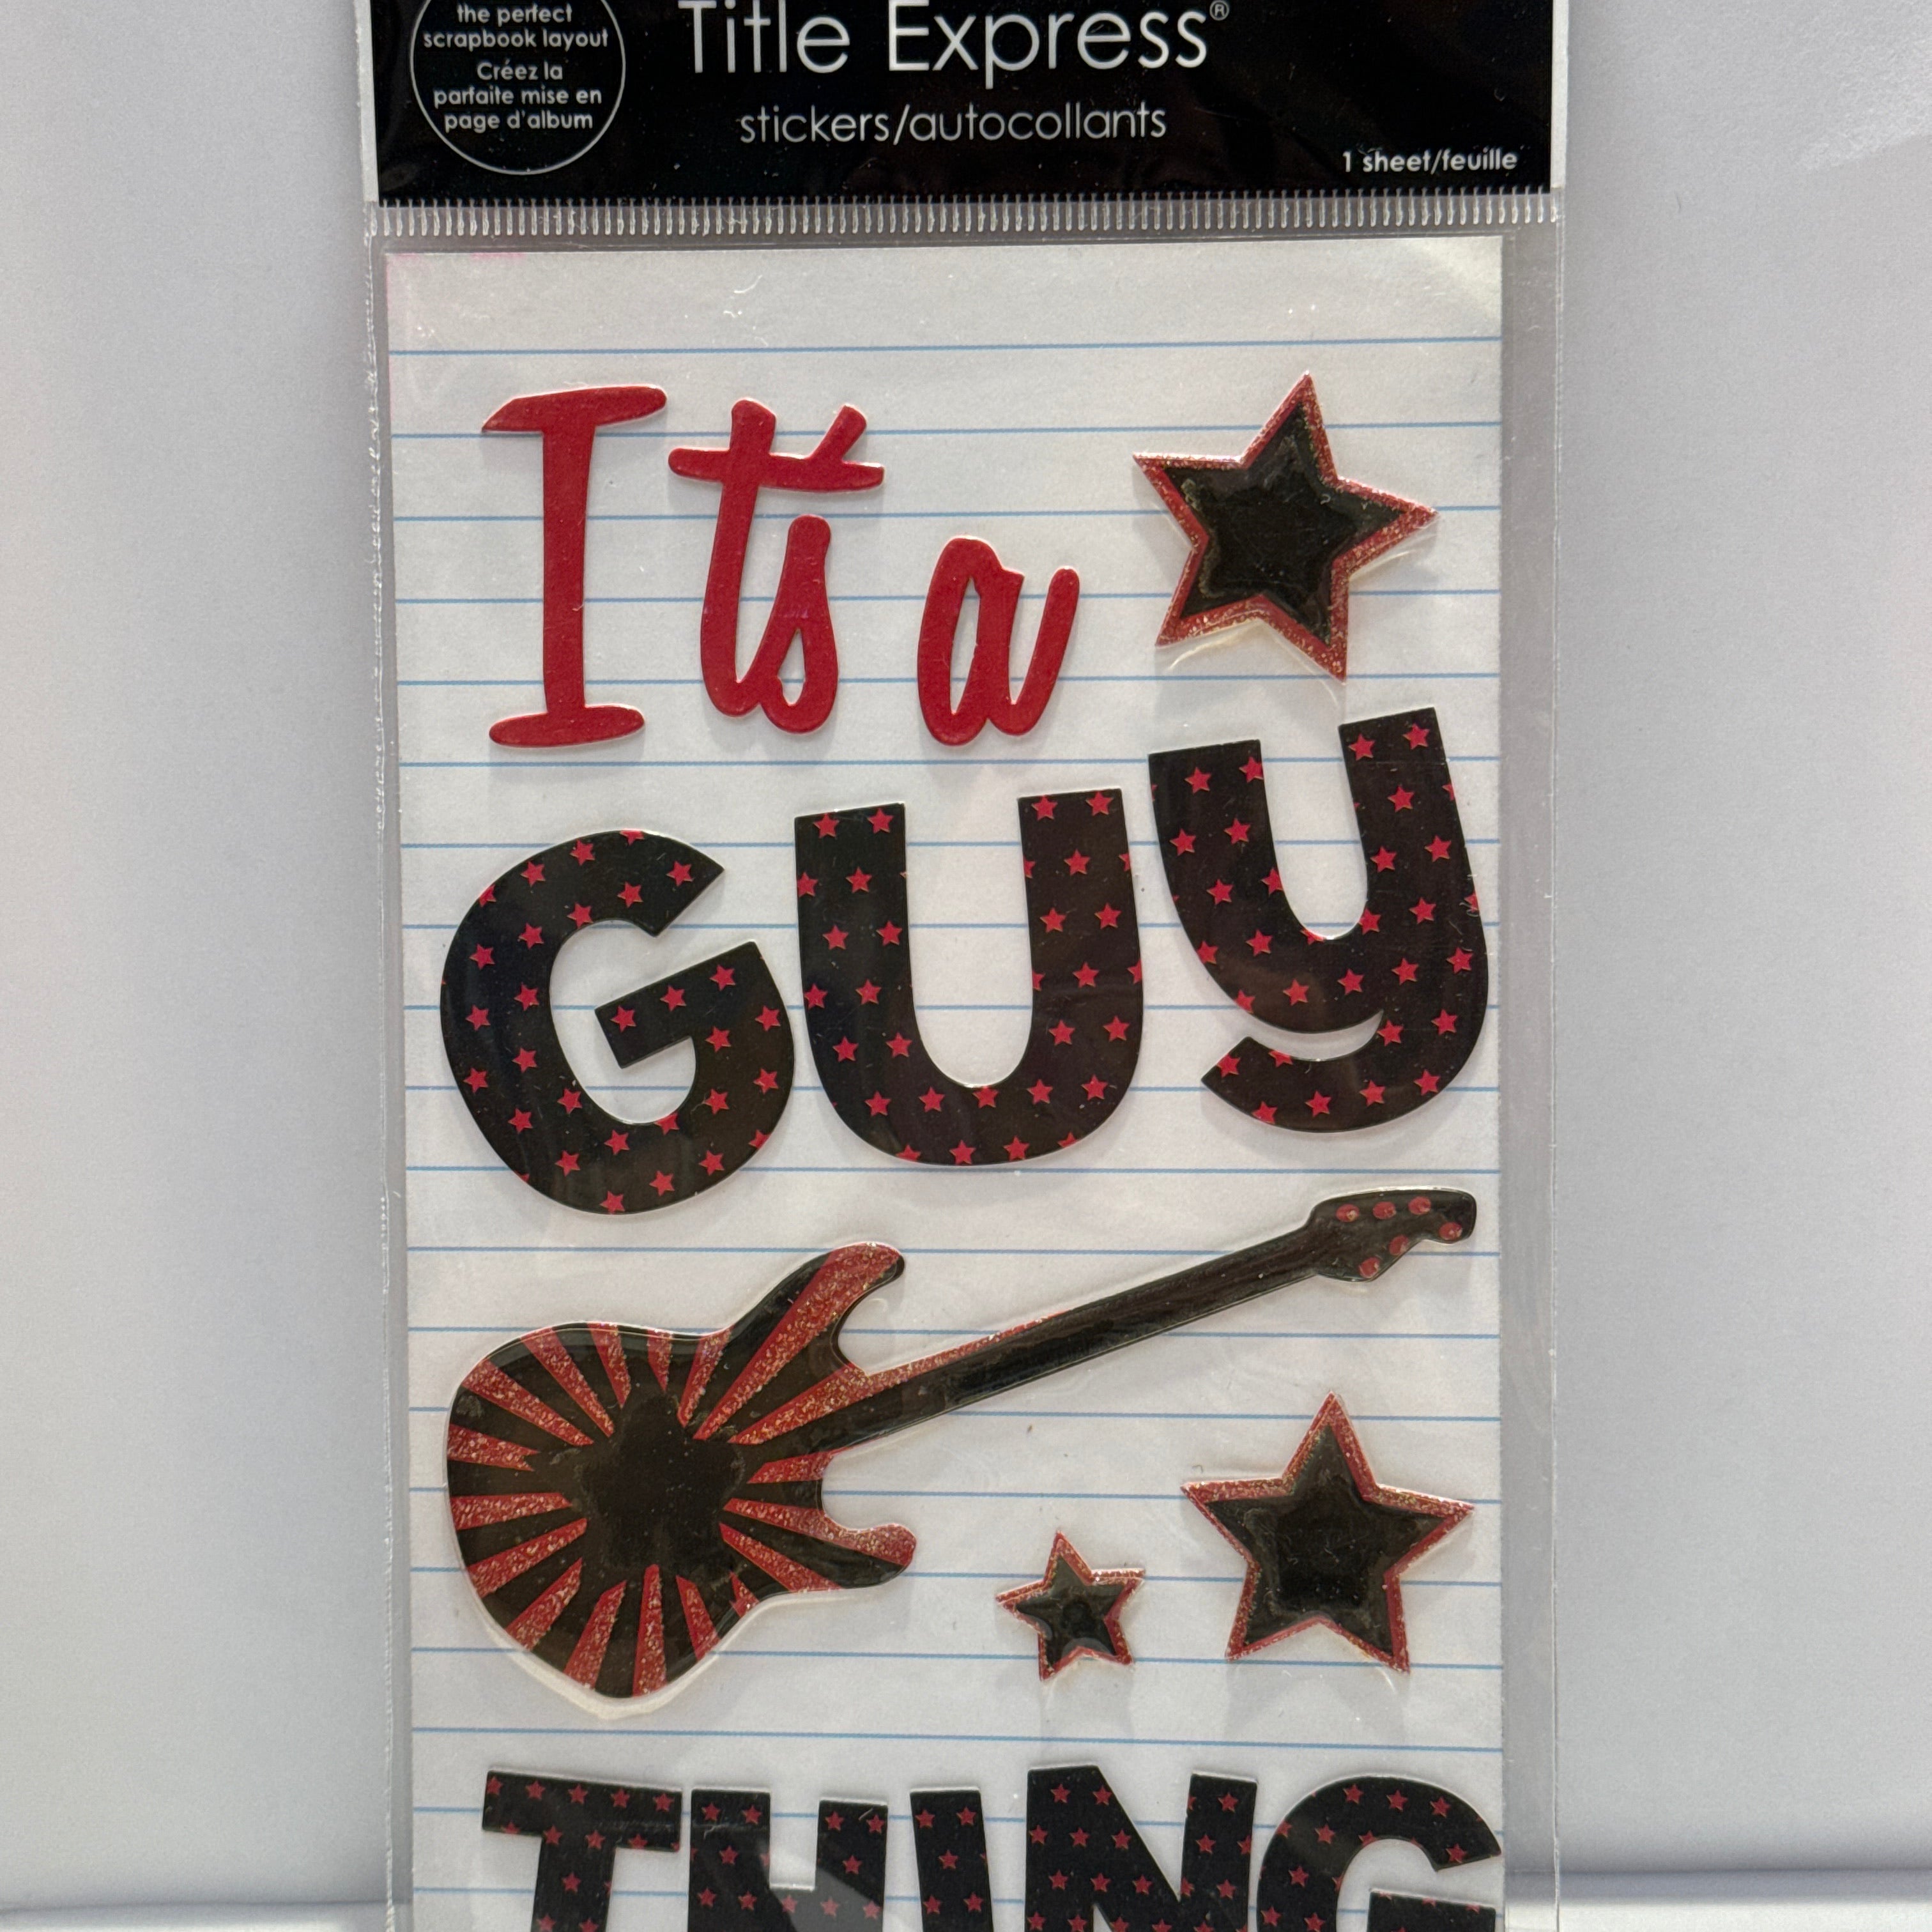 the perfect
scrapbook layout
Créez la
parfaite mise en
page d'album
Title Express®
stickers/autocollants
1 sheet/feuille
It's a
GUY
THING